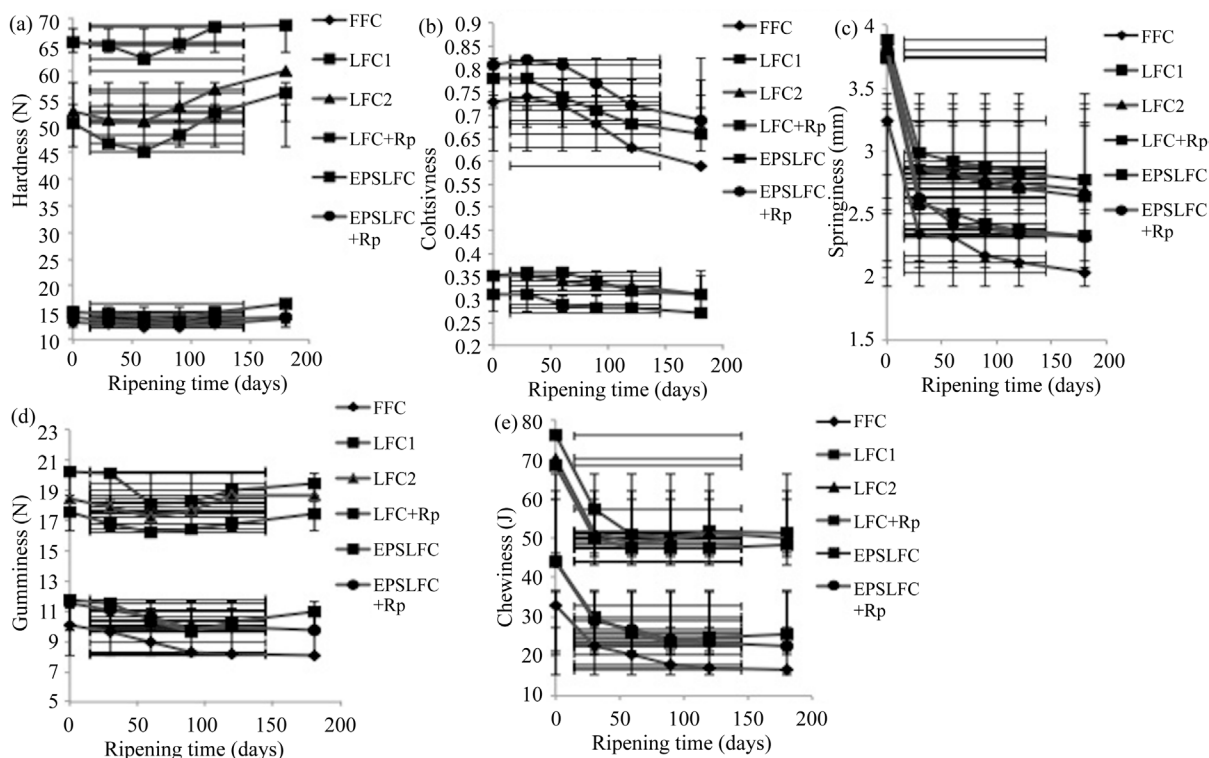 (a)
Hardness (N)
70
65
60
55
50
45
40
35
30
25
20
15
10
0 50 100 150 200
Ripening time (days)
FFC
LFC1
LFC2
LFC+Rp
EPSLFC
EPSLFC
+Rp
(b)
Cohtsivness
0.9
0.85
0.8
0.75
0.7
0.65
0.6
0.55
0.5
0.45
0.4
0.35
0.3
0.25
0.2
0 50 100 150 200
Ripening time (days)
FFC
LFC1
LFC2
LFC+Rp
EPSLFC
EPSLFC
+Rp
(c)
Springiness (mm)
4
3.5
3
2.5
2
1.5
0 50 100 150 200
Ripening time (days)
FFC
LFC1
LFC2
LFC+Rp
EPSLFC
EPSLFC
+Rp
(d)
Gumminess (N)
23
21
19
17
15
13
11
9
7
5
0 50 100 150 200
Ripening time (days)
FFC
LFC1
LFC2
LFC+Rp
EPSLFC
EPSLFC
+Rp
(e)
Chewiness (J)
80
70
60
50
40
30
20
10
0 50 100 150 200
Ripening time (days)
FFC
LFC1
LFC2
LFC+Rp
EPSLFC
EPSLFC
+Rp